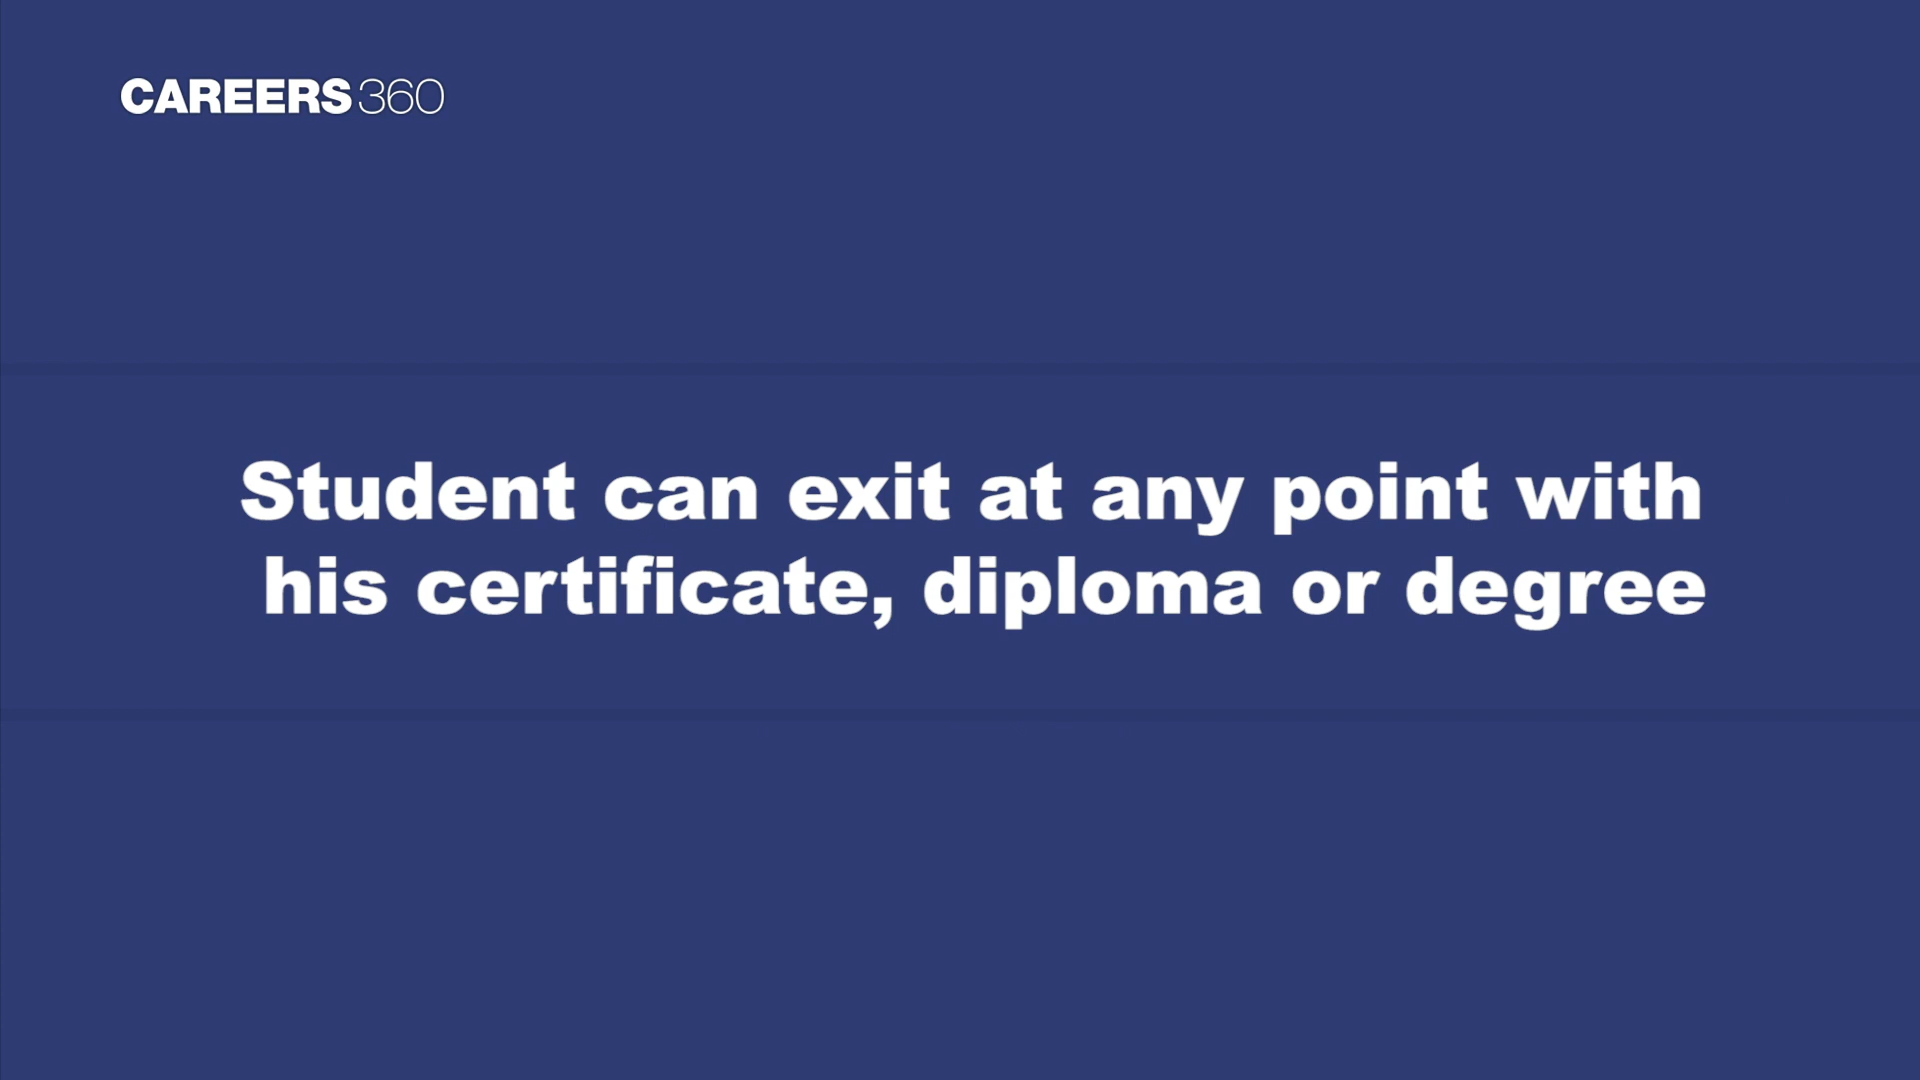 CAREERS360
Student can exit at any point with
his certificate, diploma or degree